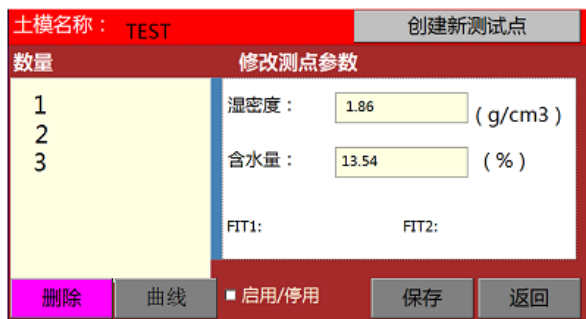 土模名称： TEST 创建新测试点
数量 修改测点参数
1 湿密度： 1.86 （g/cm3）
2
3 含水量： 13.54 （%）
FIT1: FIT2:
删除 曲线 启用/停用 保存 返回